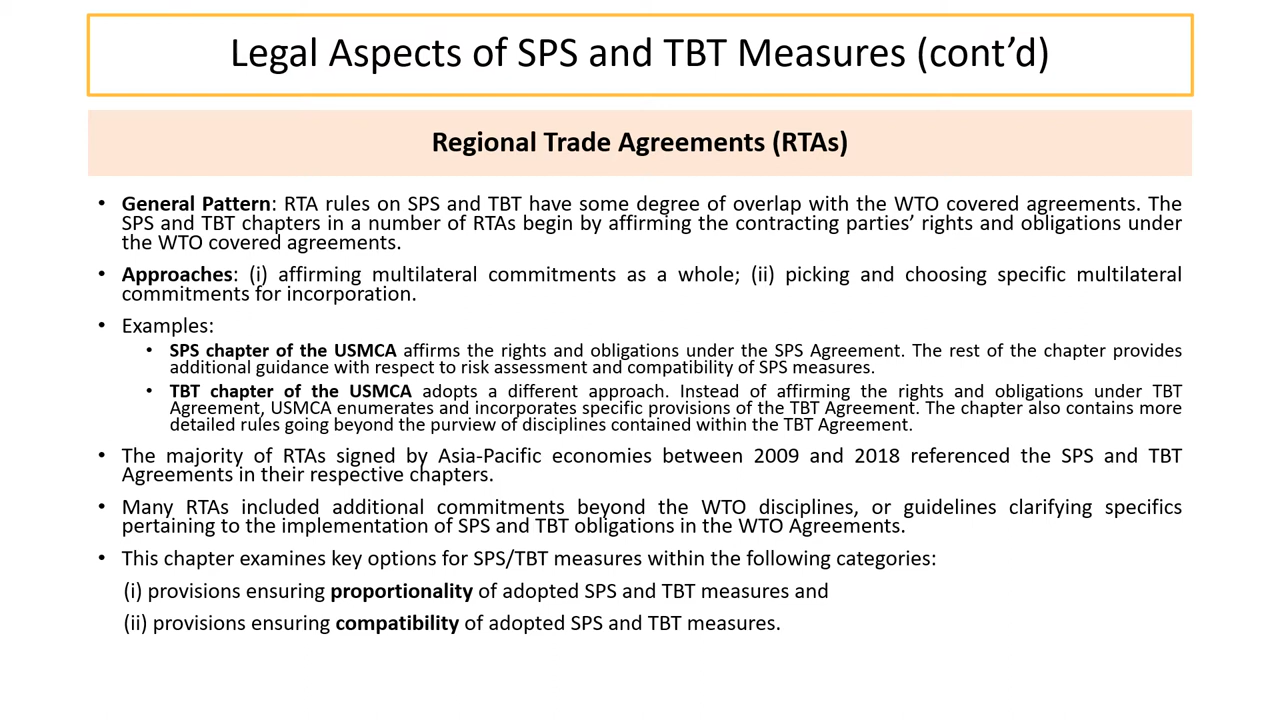 Legal Aspects of SPS and TBT Measures (cont’d)
Regional Trade Agreements (RTAs)
• General Pattern: RTA rules on SPS and TBT have some degree of overlap with the WTO covered agreements. The
SPS and TBT chapters in a number of RTAs begin by affirming the contracting parties’ rights and obligations under
the WTO covered agreements.
• Approaches: (i) affirming multilateral commitments as a whole; (ii) picking and choosing specific multilateral
commitments for incorporation.
• Examples:
• SPS chapter of the USMCA affirms the rights and obligations under the SPS Agreement. The rest of the chapter provides
additional guidance with respect to risk assessment and compatibility of SPS measures.
• TBT chapter of the USMCA adopts a different approach. Instead of affirming the rights and obligations under TBT
Agreement, USMCA enumerates and incorporates specific provisions of the TBT Agreement. The chapter also contains more
detailed rules going beyond the purview of disciplines contained within the TBT Agreement.
• The majority of RTAs signed by Asia-Pacific economies between 2009 and 2018 referenced the SPS and TBT
Agreements in their respective chapters.
• Many RTAs included additional commitments beyond the WTO disciplines, or guidelines clarifying specifics
pertaining to the implementation of SPS and TBT obligations in the WTO Agreements.
• This chapter examines key options for SPS/TBT measures within the following categories:
(i) provisions ensuring proportionality of adopted SPS and TBT measures and
(ii) provisions ensuring compatibility of adopted SPS and TBT measures.